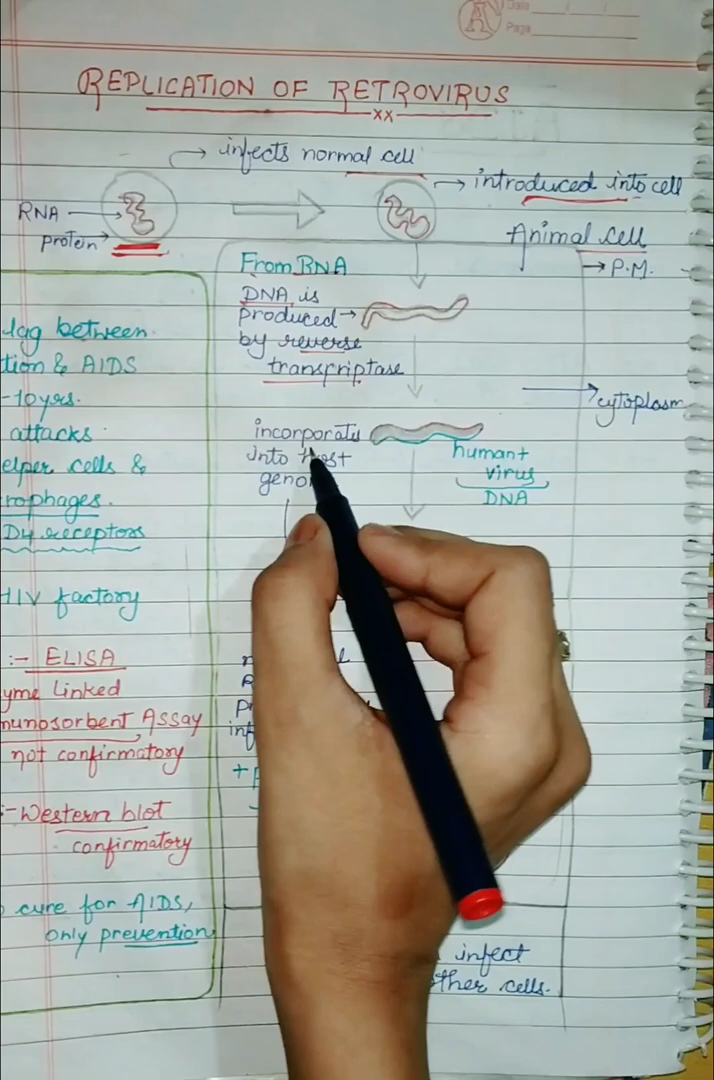 Date
Page
REPLICATION OF RETROVIRUS
xx
infects normal cell
introduced into cell
RNA
protein
Animal cell
P.M.
From RNA
DNA is
produced
by reverse
transcriptase
cytoplasm
incorporates
into host
human +
virus
DNA
lag between
tion & AIDS
-10yrs.
attacks
elper cells &
rophages.
D4 receptors
HIV factory
:- ELISA
yme Linked
munosorbent Assay
not confirmatory
:- Western blot
confirmatory
cure for AIDS,
only prevention
infect
other cells.